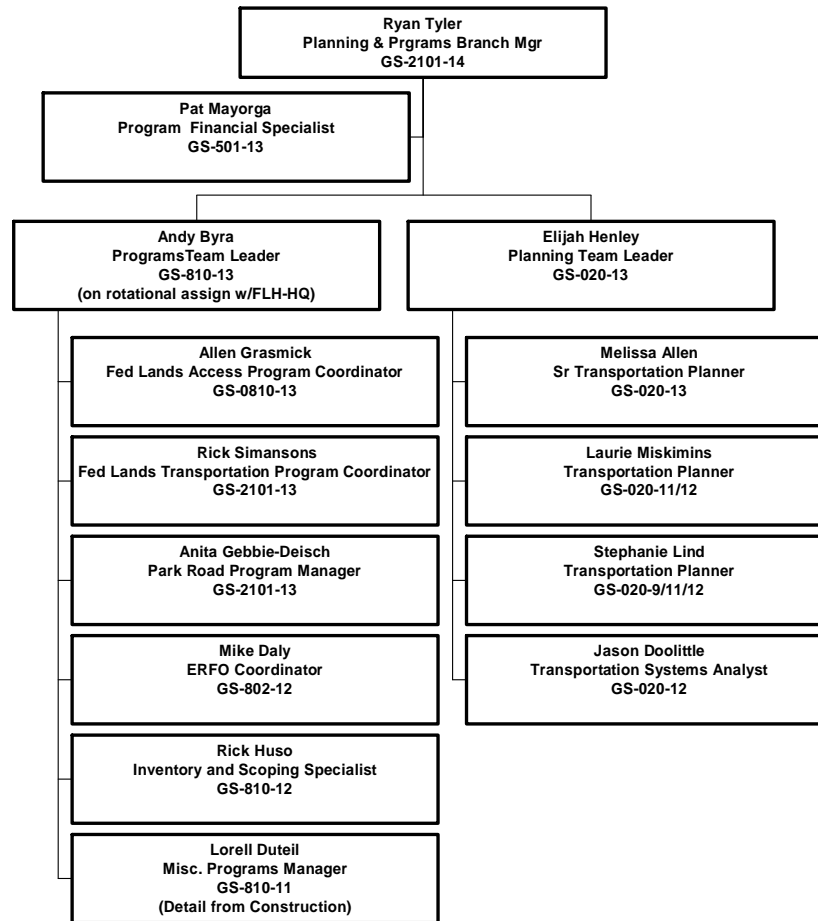 Ryan Tyler
Planning & Prgrams Branch Mgr
GS-2101-14
Pat Mayorga
Program Financial Specialist
GS-501-13
Andy Byra
ProgramsTeam Leader
GS-810-13
(on rotational assign w/FLH-HQ)
Elijah Henley
Planning Team Leader
GS-020-13
Allen Grasmick
Fed Lands Access Program Coordinator
GS-0810-13
Rick Simansons
Fed Lands Transportation Program Coordinator
GS-2101-13
Anita Gebbie-Deisch
Park Road Program Manager
GS-2101-13
Mike Daly
ERFO Coordinator
GS-802-12
Rick Huso
Inventory and Scoping Specialist
GS-810-12
Lorell Duteil
Misc. Programs Manager
GS-810-11
(Detail from Construction)
Melissa Allen
Sr Transportation Planner
GS-020-13
Laurie Miskimins
Transportation Planner
GS-020-11/12
Stephanie Lind
Transportation Planner
GS-020-9/11/12
Jason Doolittle
Transportation Systems Analyst
GS-020-12